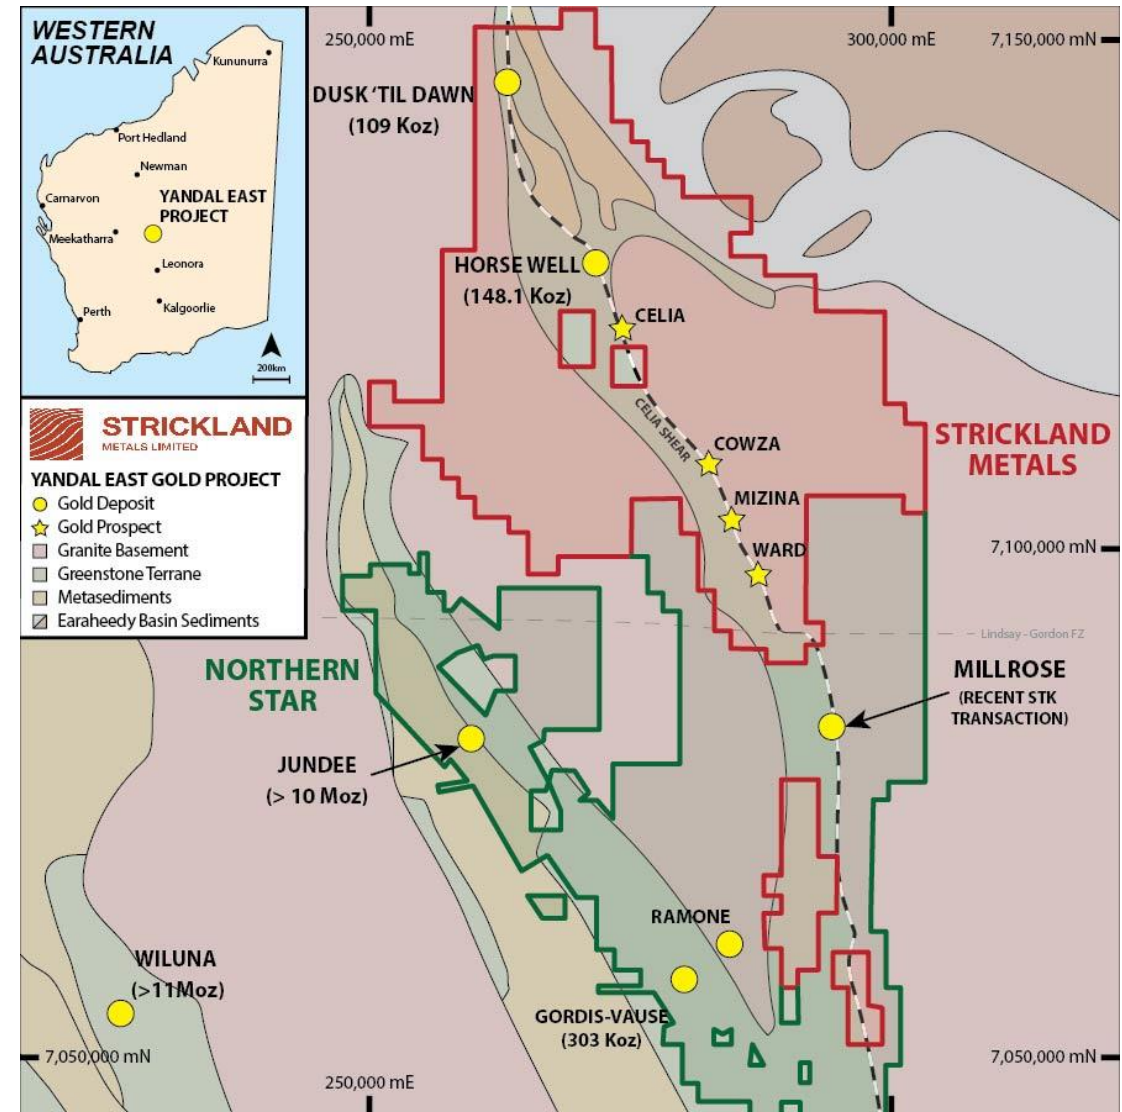 WESTERN
AUSTRALIA
Kununurra
Port Hedland
Newman
Carnarvon
YANDAL EAST
PROJECT
Meekatharra
Leonora
Perth
Kalgoorlie
200km
STRICKLAND
METALS LIMITED
YANDAL EAST GOLD PROJECT
Gold Deposit
Gold Prospect
Granite Basement
Greenstone Terrane
Metasediments
Earaheedy Basin Sediments
250,000 mE
300,000 mE
7,150,000 mN
DUSK 'TIL DAWN
(109 Koz)
HORSE WELL
(148.1 Koz)
CELIA
CELIA SHEAR
COWZA
STRICKLAND
METALS
MIZINA
WARD
7,100,000 mN
Lindsay - Gordon FZ
NORTHERN
STAR
MILLROSE
(RECENT STK
TRANSACTION)
JUNDEE
(> 10 Moz)
RAMONE
WILUNA
(>11Moz)
GORDIS-VAUSE
(303 Koz)
7,050,000 mN
7,050,000 mN
250,000 mE